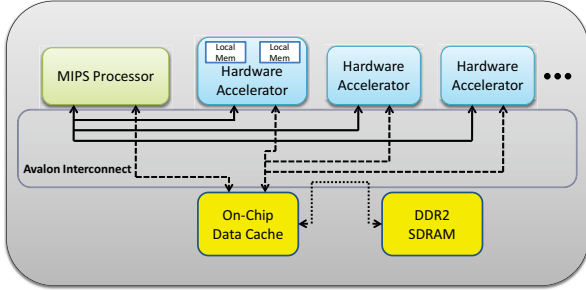 Local
Mem
Local
Mem
MIPS Processor
Hardware
Accelerator
Hardware
Accelerator
Hardware
Accelerator
Avalon Interconnect
On-Chip
Data Cache
DDR2
SDRAM